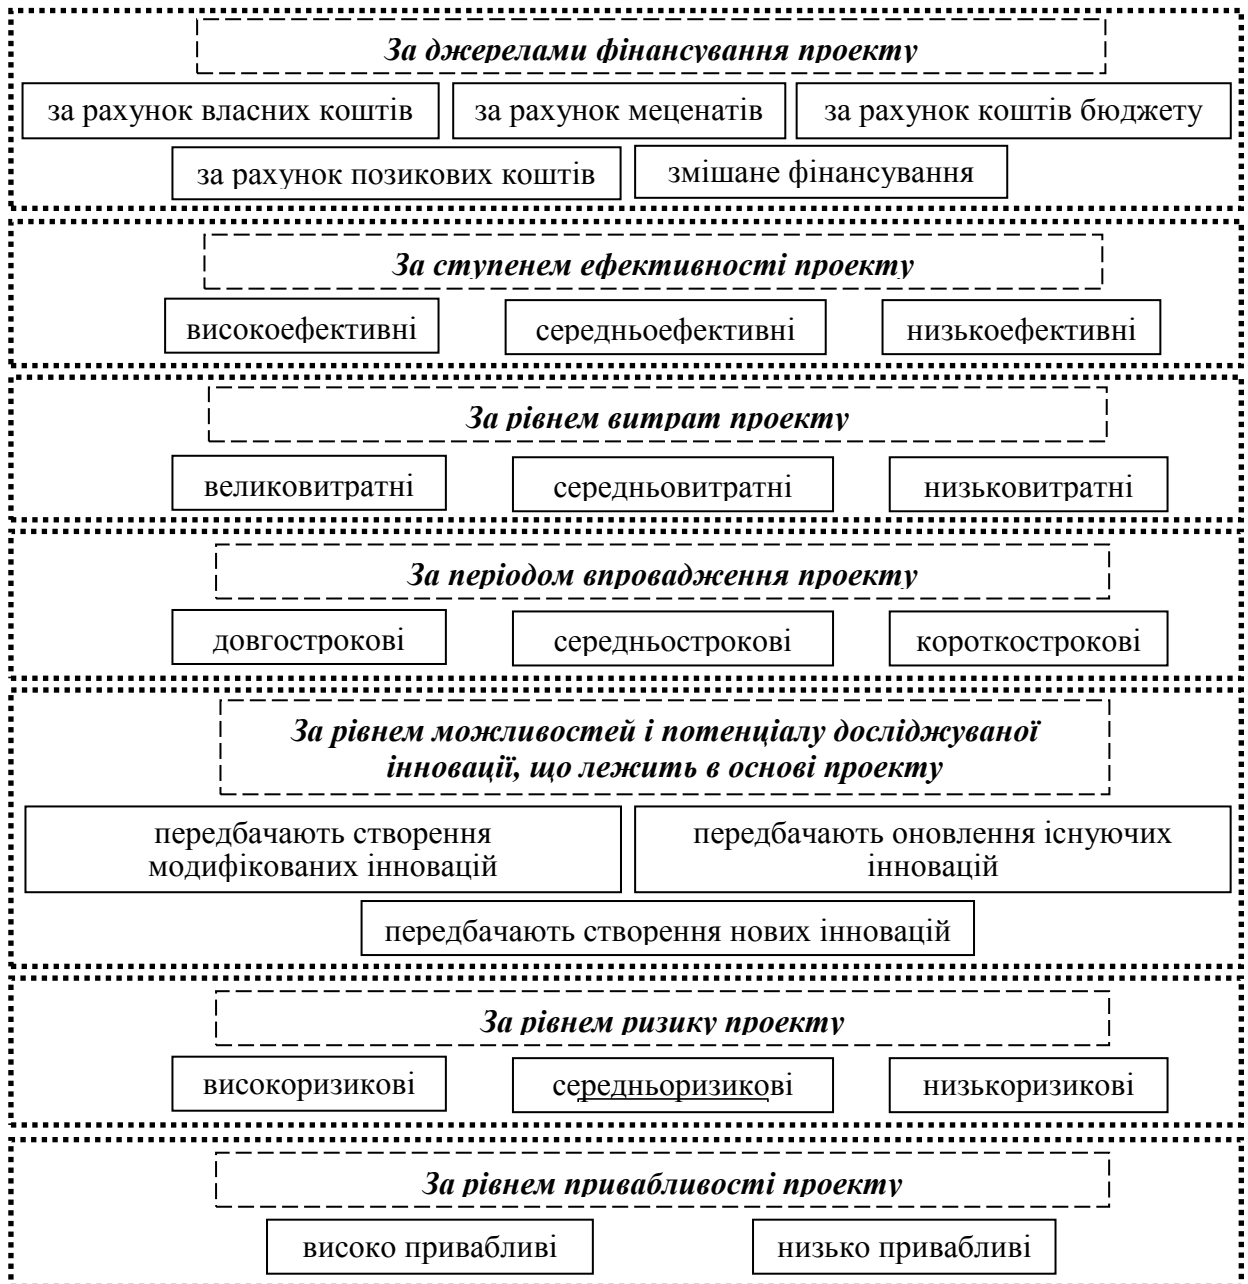 За джерелами фінансування проекту
за рахунок власних коштів
за рахунок меценатів
за рахунок коштів бюджету
за рахунок позикових коштів
змішане фінансування
За ступенем ефективності проекту
високоефективні
середньоефективні
низькоефективні
За рівнем витрат проекту
великовитратні
середньовитратні
низьковитратні
За періодом впровадження проекту
довгострокові
середньострокові
короткострокові
За рівнем можливостей і потенціалу досліджуваної
інновації, що лежить в основі проекту
передбачають створення
модифікованих інновацій
передбачають оновлення існуючих
інновацій
передбачають створення нових інновацій
За рівнем ризику проекту
високоризикові
середньоризикові
низькоризикові
За рівнем привабливості проекту
високо привабливі
низько привабливі